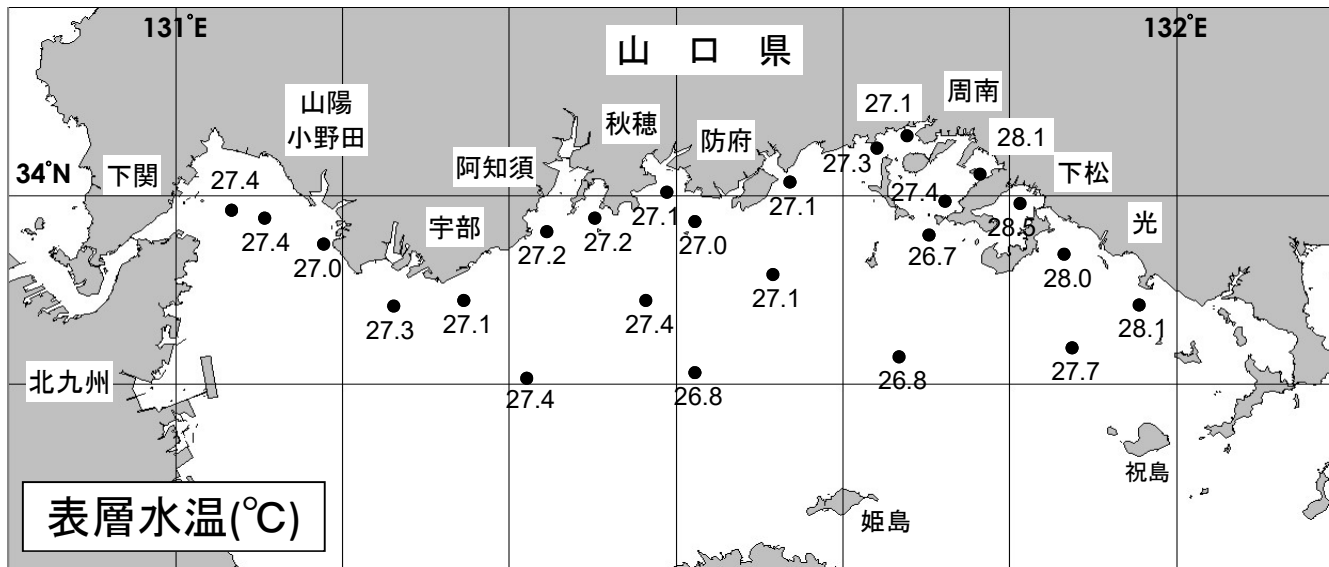 131°E
132°E
山口県
27.1
周南
山陽
小野田
秋穂
防府
27.3
28.1
阿知須
34°N
下関
27.4
27.4
下松
27.1
27.1
宇部
27.4
27.2
27.2
27.0
28.5
光
27.0
26.7
28.0
27.3
27.1
27.4
27.1
28.1
27.7
北九州
27.4
26.8
26.8
祝島
表層水温(℃)
姫島